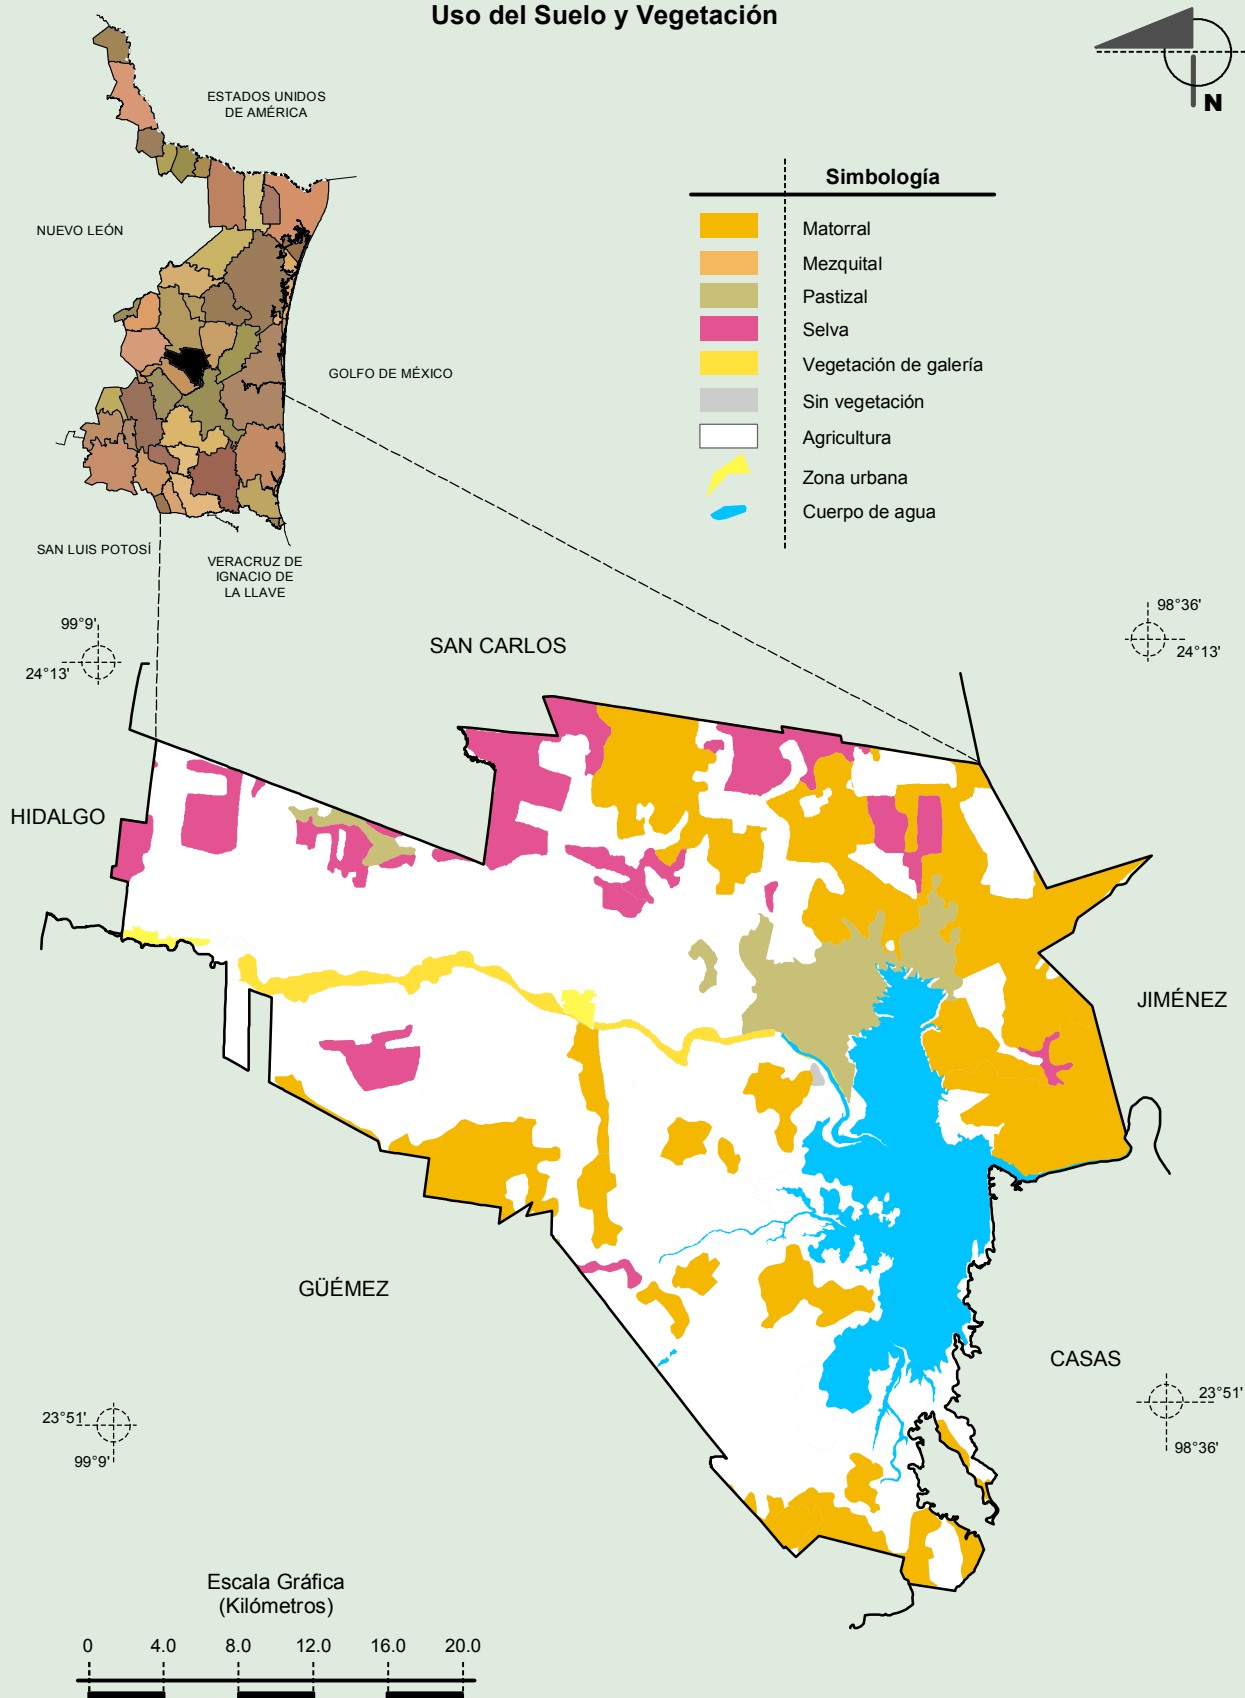 Uso del Suelo y Vegetación
N
ESTADOS UNIDOS
DE AMÉRICA
NUEVO LEÓN
GOLFO DE MÉXICO
SAN LUIS POTOSÍ
VERACRUZ DE
IGNACIO DE
LA LLAVE
Simbología
Matorral
Mezquital
Pastizal
Selva
Vegetación de galería
Sin vegetación
Agricultura
Zona urbana
Cuerpo de agua
99°9'
24°13'
98°36'
24°13'
SAN CARLOS
HIDALGO
JIMÉNEZ
GÜÉMEZ
CASAS
23°51'
99°9'
23°51'
98°36'
Escala Gráfica
(Kilómetros)
0 4.0 8.0 12.0 16.0 20.0